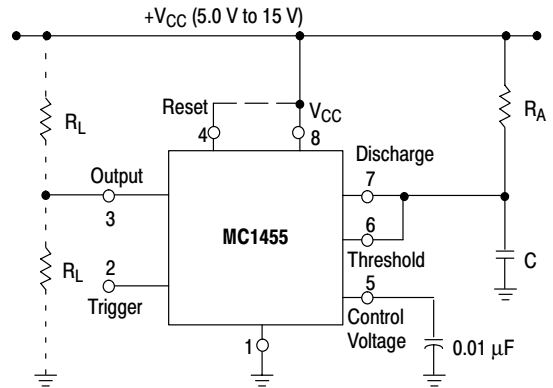 +VCC (5.0 V to 15 V)
Reset
VCC
RL
RA
4
8
Discharge
Output
7
3
6
MC1455
Threshold
C
RL
2
5
Trigger
Control
Voltage
1
0.01 µF